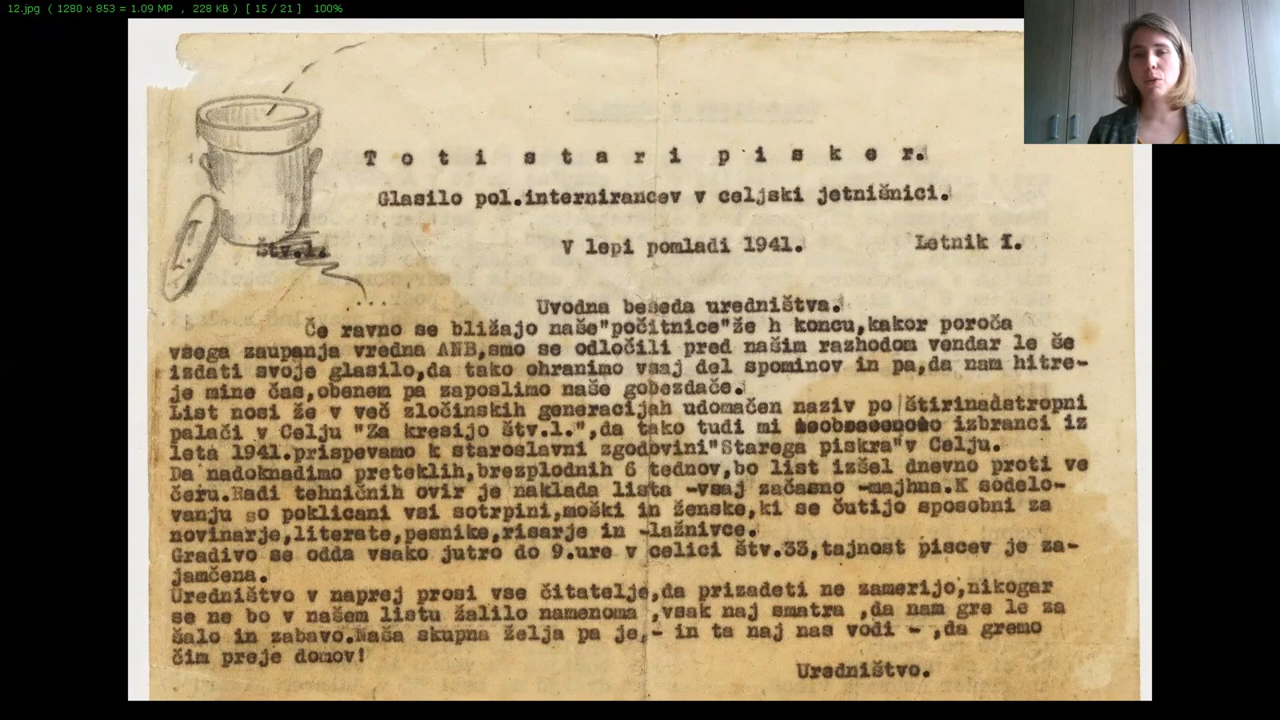 12.jpg ( 1280 x 853 = 1.09 MP , 228 KB ) [ 15 / 21 ] 100%
T o t i s t a r i p i s k e r.
Glasilo pol.internirancev v celjski jetnišnici.
Štv.1.
V lepi pomladi 1941.
Letnik I.
Uvodna beseda uredništva.
Če ravno se bližajo naše"počitnice"že h koncu,kakor poroča
vsega zaupanja vredna ANB,smo se odločili pred našim razhodom vendar le še
izdati svoje glasilo,da tako ohranimo vsaj del spominov in pa,da nam hitre-
je mine čas,obenem pa zaposlimo naše gobezdače.
List nosi že v več zločinskih generacijah udomačen naziv po štirinadstropni
palači v Celju "Za kresijo štv.1.",da tako tudi mi izbranci iz
leta 1941.prispevamo k staroslavni zgodovini"Starega piskra"v Celju.
Da nadoknadimo preteklih,brezplodnih 6 tednov,bo list izšel dnevno proti ve
čeru.Radi tehničnih ovir je naklada lista -vsaj začasno -majhna.K sodelo-
vanju so poklicani vsi sotrpini,moški in ženske,ki se čutijo sposobni za
novinarje,literate,pesnike,risarje in -lažnivce.
Gradivo se odda vsako jutro do 9.ure v celici štv.33,tajnost piscev je za-
jamčena.
Uredništvo v naprej prosi vse čitatelje,da prizadeti ne zamerijo,nikogar
se ne bo v našem listu žalilo namenoma ,vsak naj smatra ,da nam gre le za
šalo in zabavo.Naša skupna želja pa je,- in ta naj nas vodi - ,da gremo
čim preje domov!
Uredništvo.